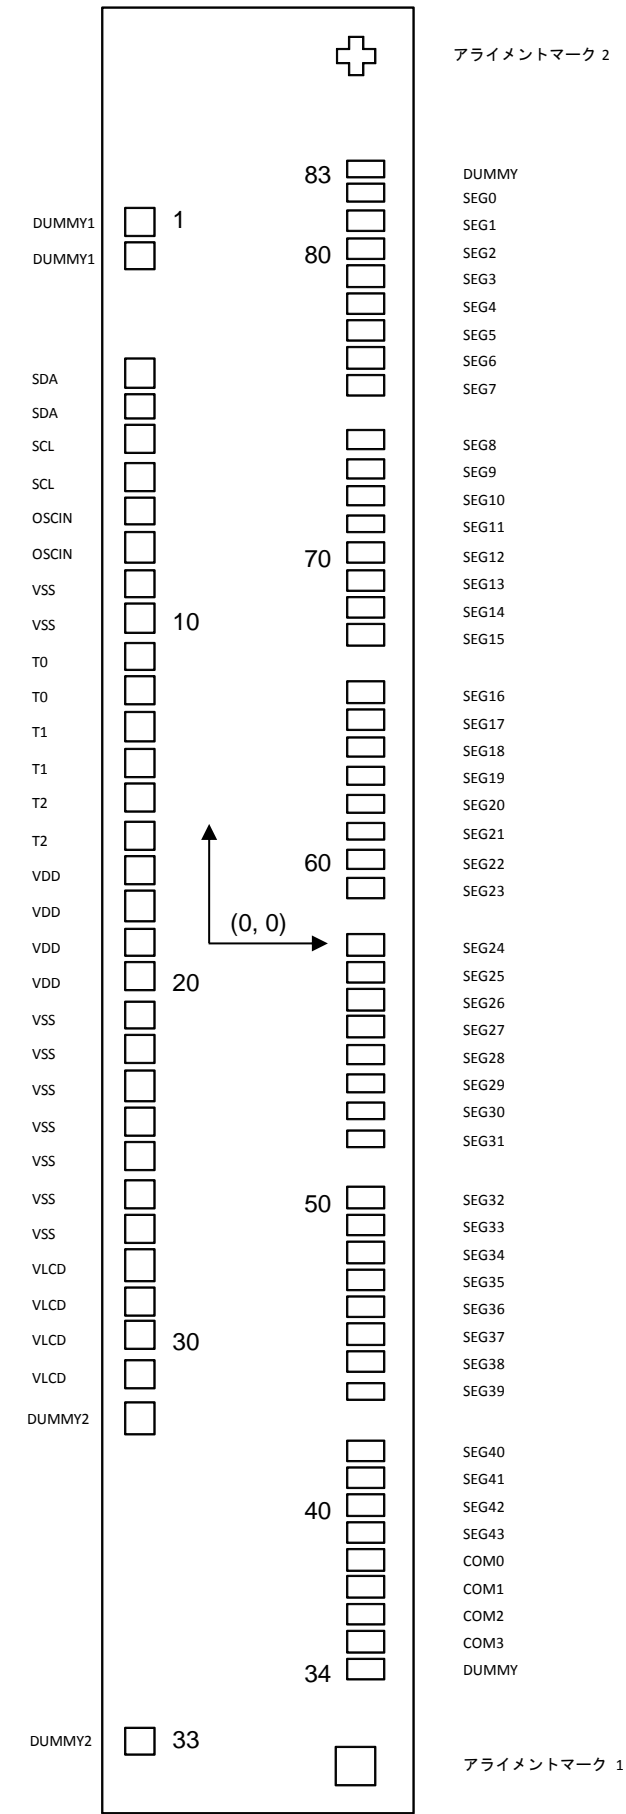 アライメントマーク 2
83 DUMMY
SEG0
DUMMY1 1 SEG1
DUMMY1 80 SEG2
SEG3
SEG4
SEG5
SEG6
SDA SEG7
SDA
SCL SEG8
SCL SEG9
SEG10
OSCIN SEG11
OSCIN 70 SEG12
VSS SEG13
VSS 10 SEG14
SEG15
T0
T0 SEG16
T1 SEG17
SEG18
T1 SEG19
T2 SEG20
T2 SEG21
60 SEG22
VDD SEG23
VDD (0, 0)
VDD SEG24
VDD 20 SEG25
SEG26
VSS SEG27
VSS SEG28
VSS SEG29
SEG30
VSS SEG31
VSS
VSS 50 SEG32
VSS SEG33
SEG34
VLCD SEG35
VLCD SEG36
VLCD 30 SEG37
SEG38
VLCD SEG39
DUMMY2
SEG40
SEG41
40 SEG42
SEG43
COM0
COM1
COM2
COM3
34 DUMMY
DUMMY2 33
アライメントマーク 1